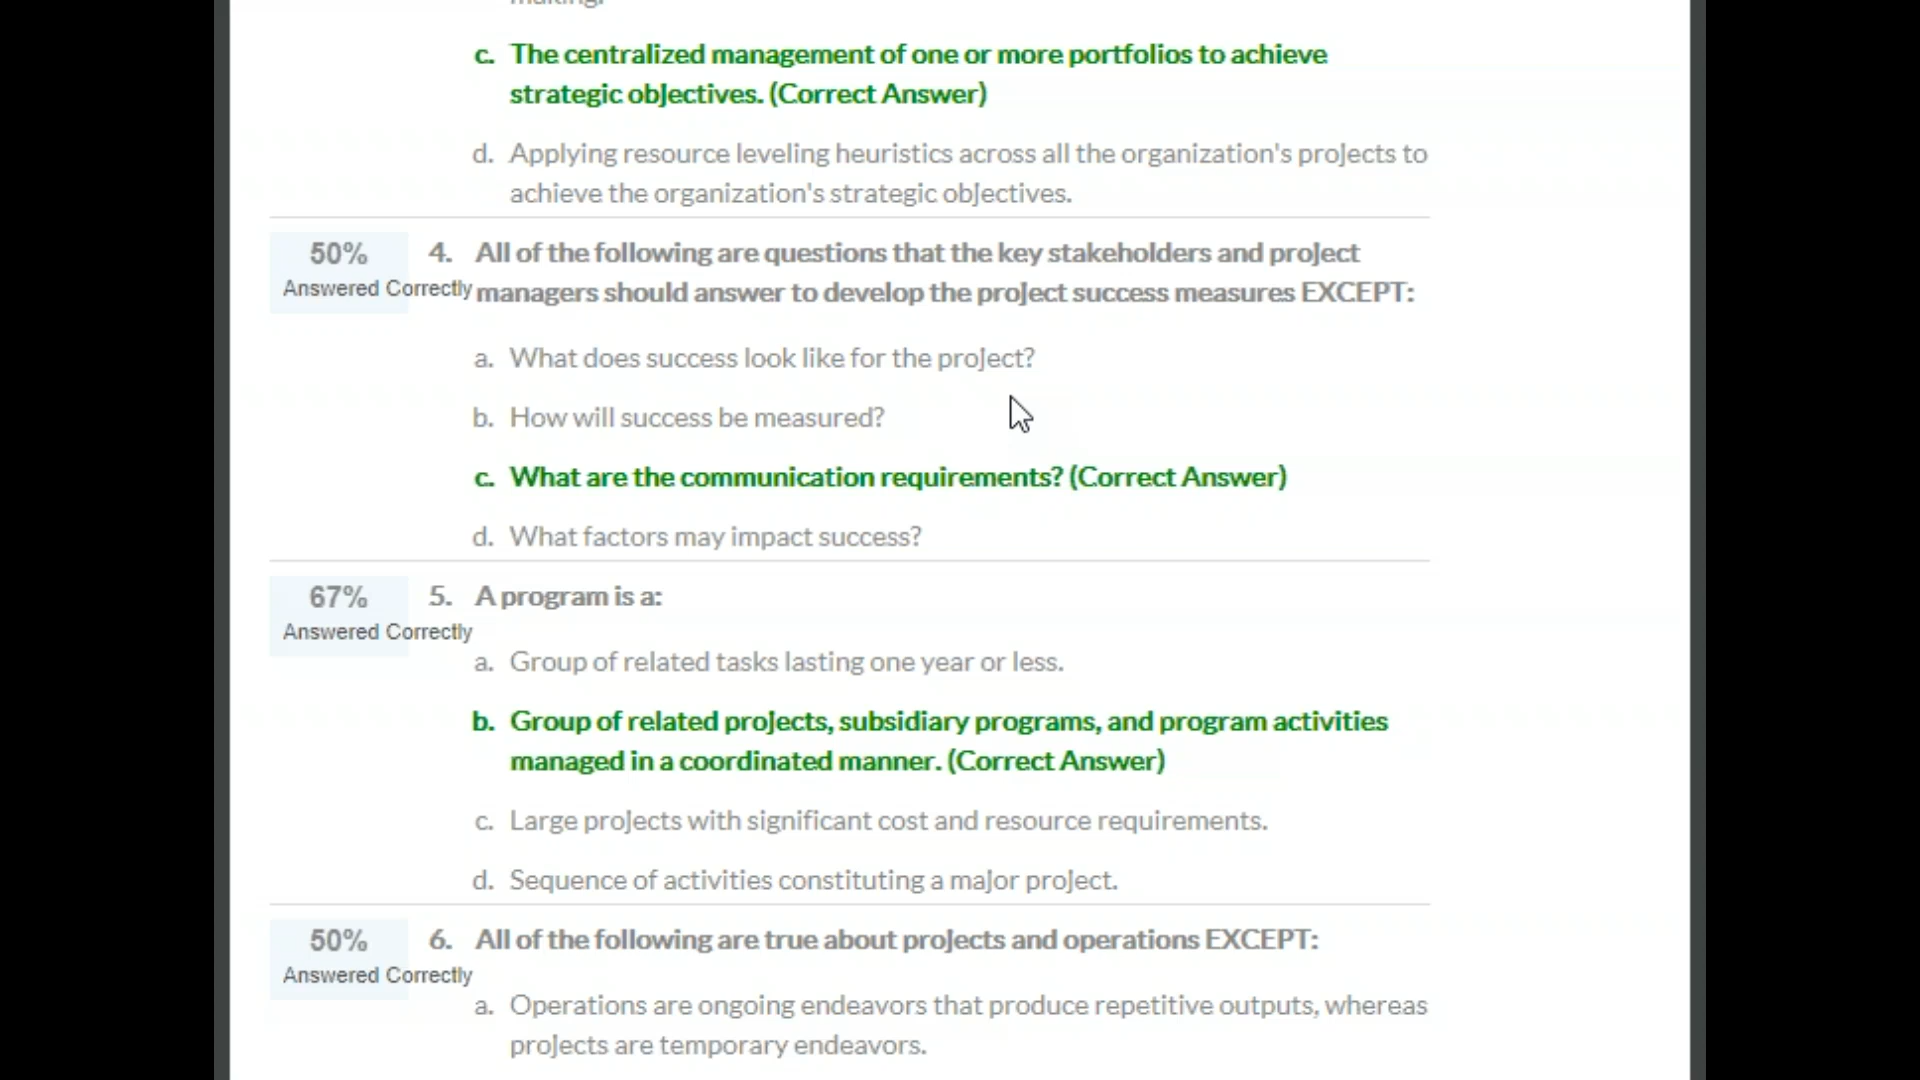 c. The centralized management of one or more portfolios to achieve
strategic objectives. (Correct Answer)
d. Applying resource leveling heuristics across all the organization's projects to
achieve the organization's strategic objectives.
50%
Answered Correctly
4. All of the following are questions that the key stakeholders and project
managers should answer to develop the project success measures EXCEPT:
a. What does success look like for the project?
b. How will success be measured?
c. What are the communication requirements? (Correct Answer)
d. What factors may impact success?
67%
Answered Correctly
5. A program is a:
a. Group of related tasks lasting one year or less.
b. Group of related projects, subsidiary programs, and program activities
managed in a coordinated manner. (Correct Answer)
c. Large projects with significant cost and resource requirements.
d. Sequence of activities constituting a major project.
50%
Answered Correctly
6. All of the following are true about projects and operations EXCEPT:
a. Operations are ongoing endeavors that produce repetitive outputs, whereas
projects are temporary endeavors.